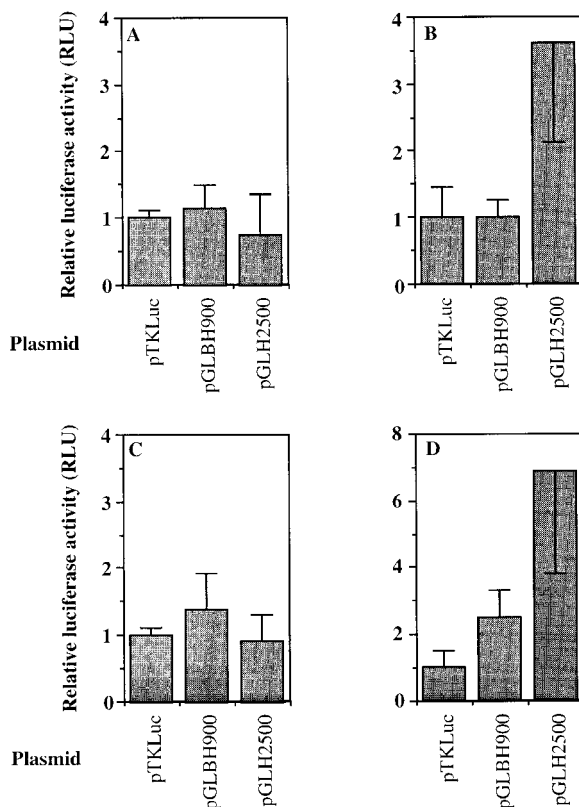 A
Relative luciferase activity (RLU)
4
3
2
1
0
Plasmid
pTKLuc
pGLBH900
pGLH2500
B
4
3
2
1
0
pTKLuc
pGLBH900
pGLH2500
C
Relative luciferase activity (RLU)
4
3
2
1
0
Plasmid
pTKLuc
pGLBH900
pGLH2500
D
8
6
4
2
0
pTKLuc
pGLBH900
pGLH2500